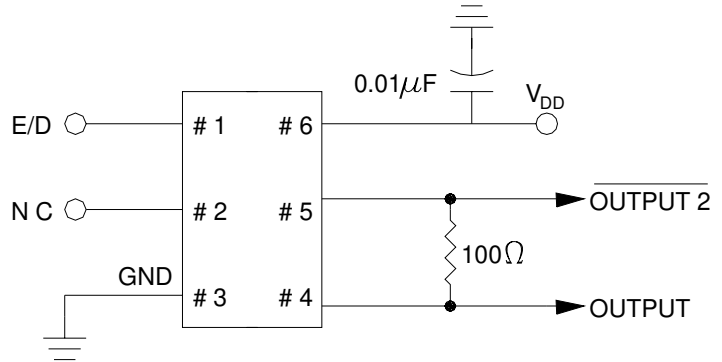 0.01μF
V_DD
E/D
# 1
# 6
N C
# 2
# 5
OUTPUT 2
100Ω
GND
# 3
# 4
OUTPUT